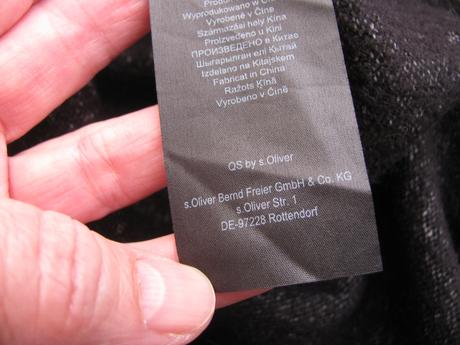 Produ
Wyprodukowano w C
Vyrobené v Číne
Származási hely Kína
Proizvedeno u Kini
ПРОИЗВЕДЕНО в Китае
Шығарылған елі Қытай
Izdelano na Kitajskem
Fabricat in China
Ražots Ķīnā
Vyrobeno v Číně
QS by s.Oliver
s.Oliver Bernd Freier GmbH & Co. KG
s.Oliver Str. 1
DE-97228 Rottendorf